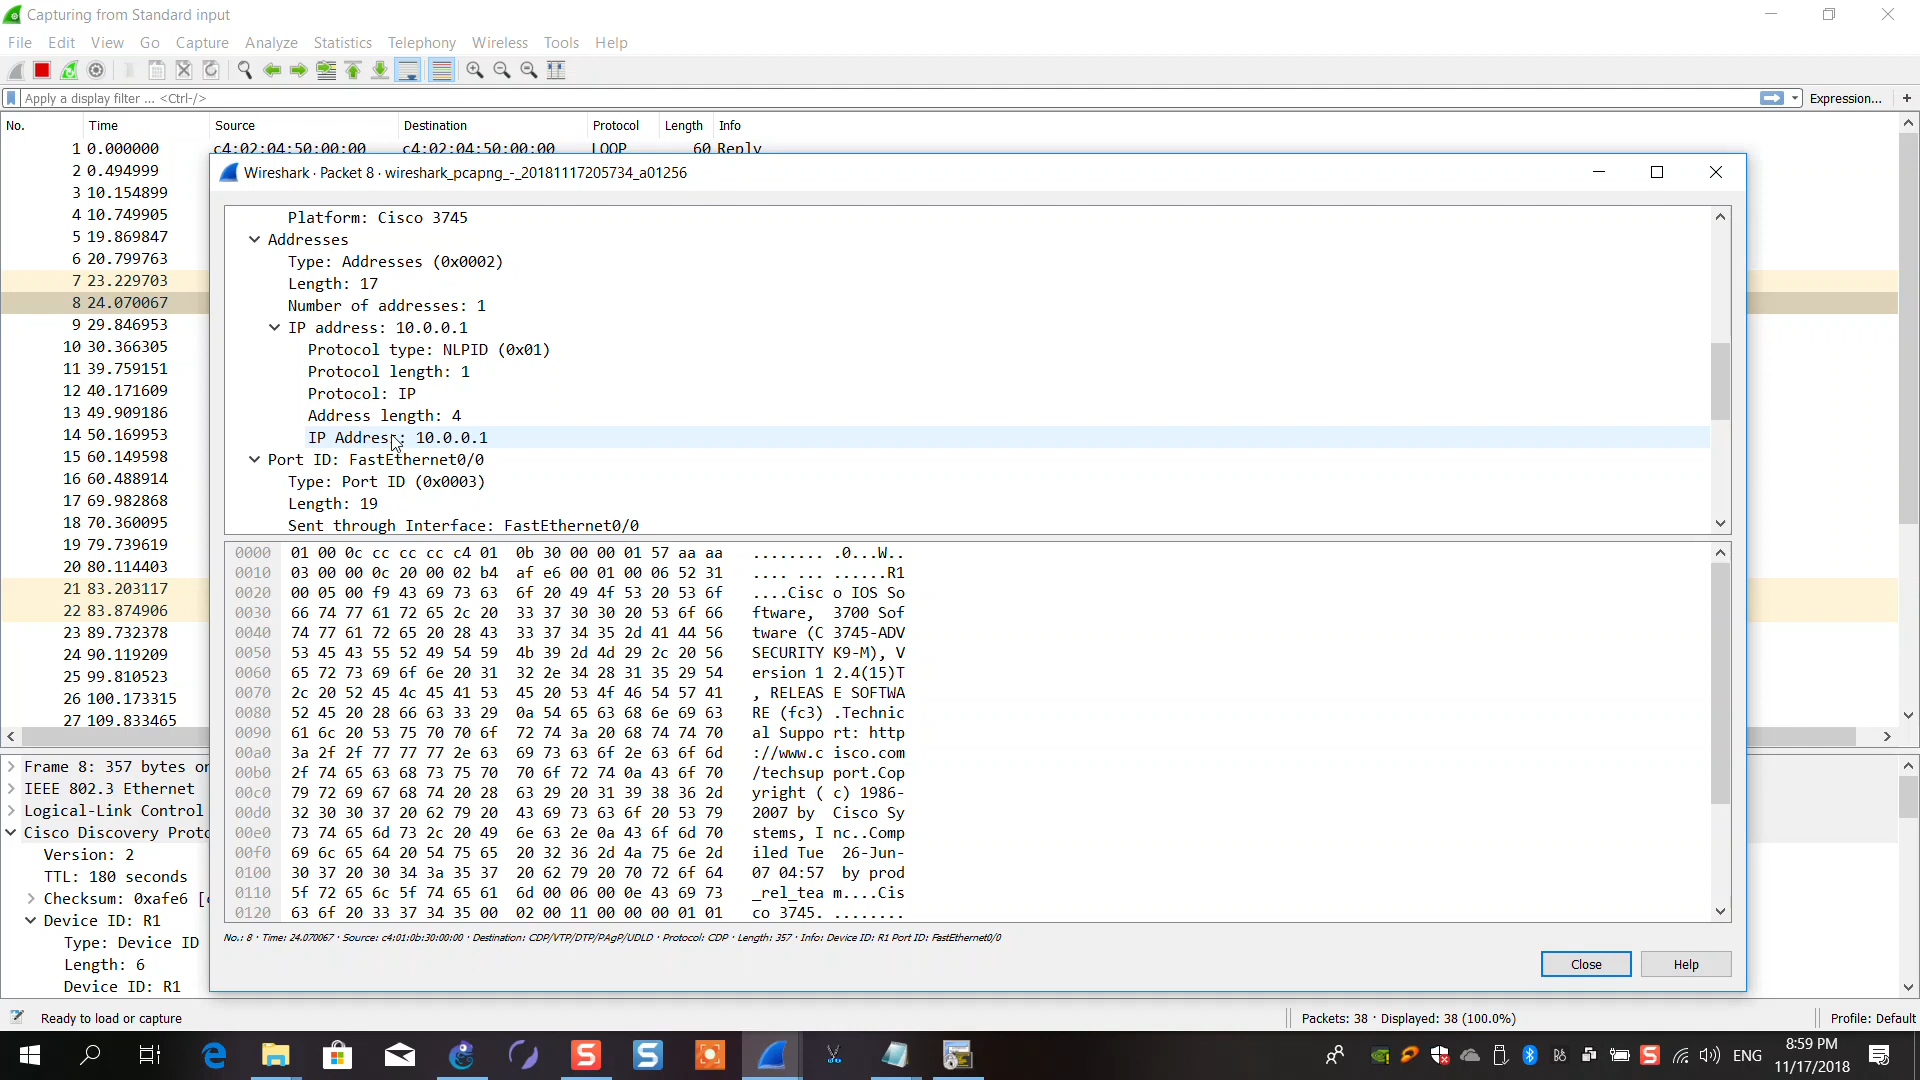 Capturing from Standard input
File Edit View Go Capture Analyze Statistics Telephony Wireless Tools Help
Apply a display filter ... <Ctrl-/>
Expression... +
No. Time Source Destination Protocol Length Info
1 0.000000 c4:02:04:50:00:00 c4:02:04:50:00:00 LOOP 60 Reply
2 0.494999
3 10.154899
4 10.749905
5 19.869847
6 20.799763
7 23.229703
8 24.070067
9 29.846953
10 30.366305
11 39.759151
12 40.171609
13 49.909186
14 50.169953
15 60.149598
16 60.488914
17 69.982868
18 70.360095
19 79.739619
20 80.114403
21 83.203117
22 83.874906
23 89.732378
24 90.119209
25 99.810523
26 100.173315
27 109.833465
Wireshark · Packet 8 · wireshark_pcapng_-_20181117205734_a01256
Platform: Cisco 3745
Addresses
Type: Addresses (0x0002)
Length: 17
Number of addresses: 1
IP address: 10.0.0.1
Protocol type: NLPID (0x01)
Protocol length: 1
Protocol: IP
Address length: 4
IP Address: 10.0.0.1
Port ID: FastEthernet0/0
Type: Port ID (0x0003)
Length: 19
Sent through Interface: FastEthernet0/0
0000 01 00 0c cc cc cc c4 01 0b 30 00 00 01 57 aa aa ........ .0...W..
0010 03 00 00 0c 20 00 02 b4 af e6 00 01 00 06 52 31 .... ... ......R1
0020 00 05 00 f9 43 69 73 63 6f 20 49 4f 53 20 53 6f ....Cisc o IOS So
0030 66 74 77 61 72 65 2c 20 33 37 30 30 20 53 6f 66 ftware, 3700 Sof
0040 74 77 61 72 65 20 28 43 33 37 34 35 2d 41 44 56 tware (C 3745-ADV
0050 53 45 43 55 52 49 54 59 4b 39 2d 4d 29 2c 20 56 SECURITY K9-M), V
0060 65 72 73 69 6f 6e 20 31 32 2e 34 28 31 35 29 54 ersion 1 2.4(15)T
0070 2c 20 52 45 4c 45 41 53 45 20 53 4f 46 54 57 41 , RELEAS E SOFTWA
0080 52 45 20 28 66 63 33 29 0a 54 65 63 68 6e 69 63 RE (fc3) .Technic
0090 61 6c 20 53 75 70 70 6f 72 74 3a 20 68 74 74 70 al Suppo rt: http
00a0 3a 2f 2f 77 77 77 2e 63 69 73 63 6f 2e 63 6f 6d ://www.c isco.com
00b0 2f 74 65 63 68 73 75 70 70 6f 72 74 0a 43 6f 70 /techsup port.Cop
00c0 79 72 69 67 68 74 20 28 63 29 20 31 39 38 36 2d yright ( c) 1986-
00d0 32 30 30 37 20 62 79 20 43 69 73 63 6f 20 53 79 2007 by Cisco Sy
00e0 73 74 65 6d 73 2c 20 49 6e 63 2e 0a 43 6f 6d 70 stems, I nc..Comp
00f0 69 6c 65 64 20 54 75 65 20 32 36 2d 4a 75 6e 2d iled Tue 26-Jun-
0100 30 37 20 30 34 3a 35 37 20 62 79 20 70 72 6f 64 07 04:57 by prod
0110 5f 72 65 6c 5f 74 65 61 6d 00 06 00 0e 43 69 73 _rel_tea m....Cis
0120 63 6f 20 33 37 34 35 00 02 00 11 00 00 00 01 01 co 3745. ........
No.: 8 · Time: 24.070067 · Source: c4:01:0b:30:00:00 · Destination: CDP/VTP/DTP/PAgP/UDLD · Protocol: CDP · Length: 357 · Info: Device ID: R1 Port ID: FastEthernet0/0
Close Help
Frame 8: 357 bytes on
IEEE 802.3 Ethernet
Logical-Link Control
Cisco Discovery Proto
Version: 2
TTL: 180 seconds
Checksum: 0xafe6 [c
Device ID: R1
Type: Device ID
Length: 6
Device ID: R1
Ready to load or capture
Packets: 38 · Displayed: 38 (100.0%)
Profile: Default
ENG
8:59 PM
11/17/2018